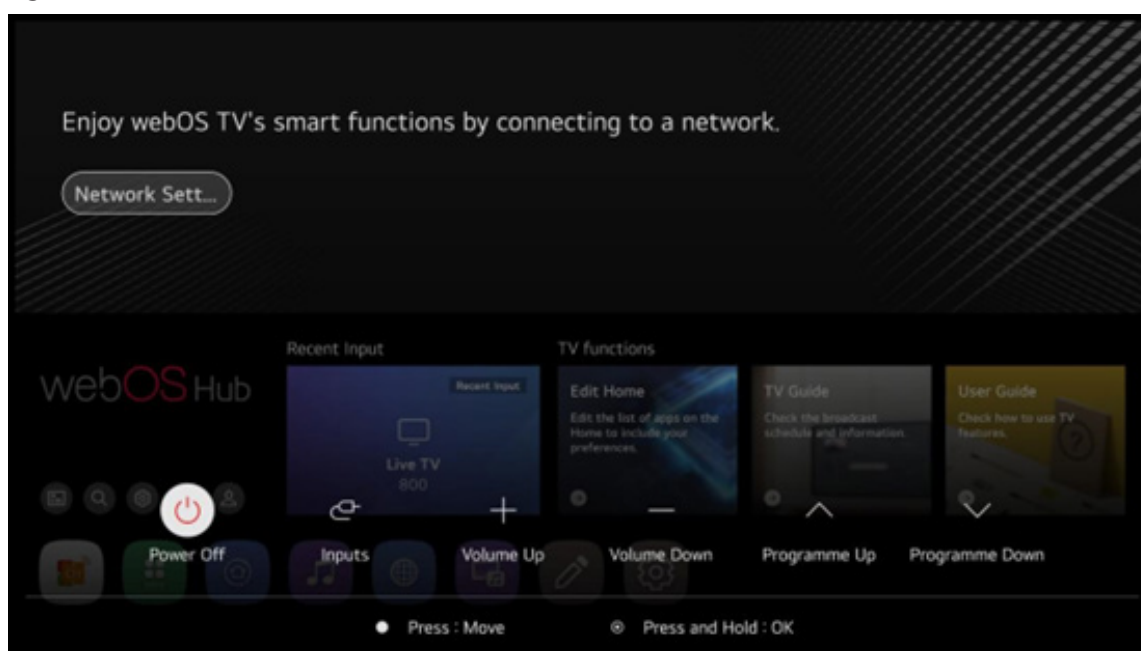 Enjoy webOS TV's smart functions by connecting to a network.
Network Sett...
Recent Input
TV functions
webOS Hub
Recent Input
Live TV
800
Edit Home
Edit the list of apps on the
Home to include your
preferences.
TV Guide
Check the broadcast
schedule and information.
User Guide
Check how to use TV
features.
Power Off
Inputs
Volume Up
Volume Down
Programme Up
Programme Down
Press : Move
Press and Hold : OK